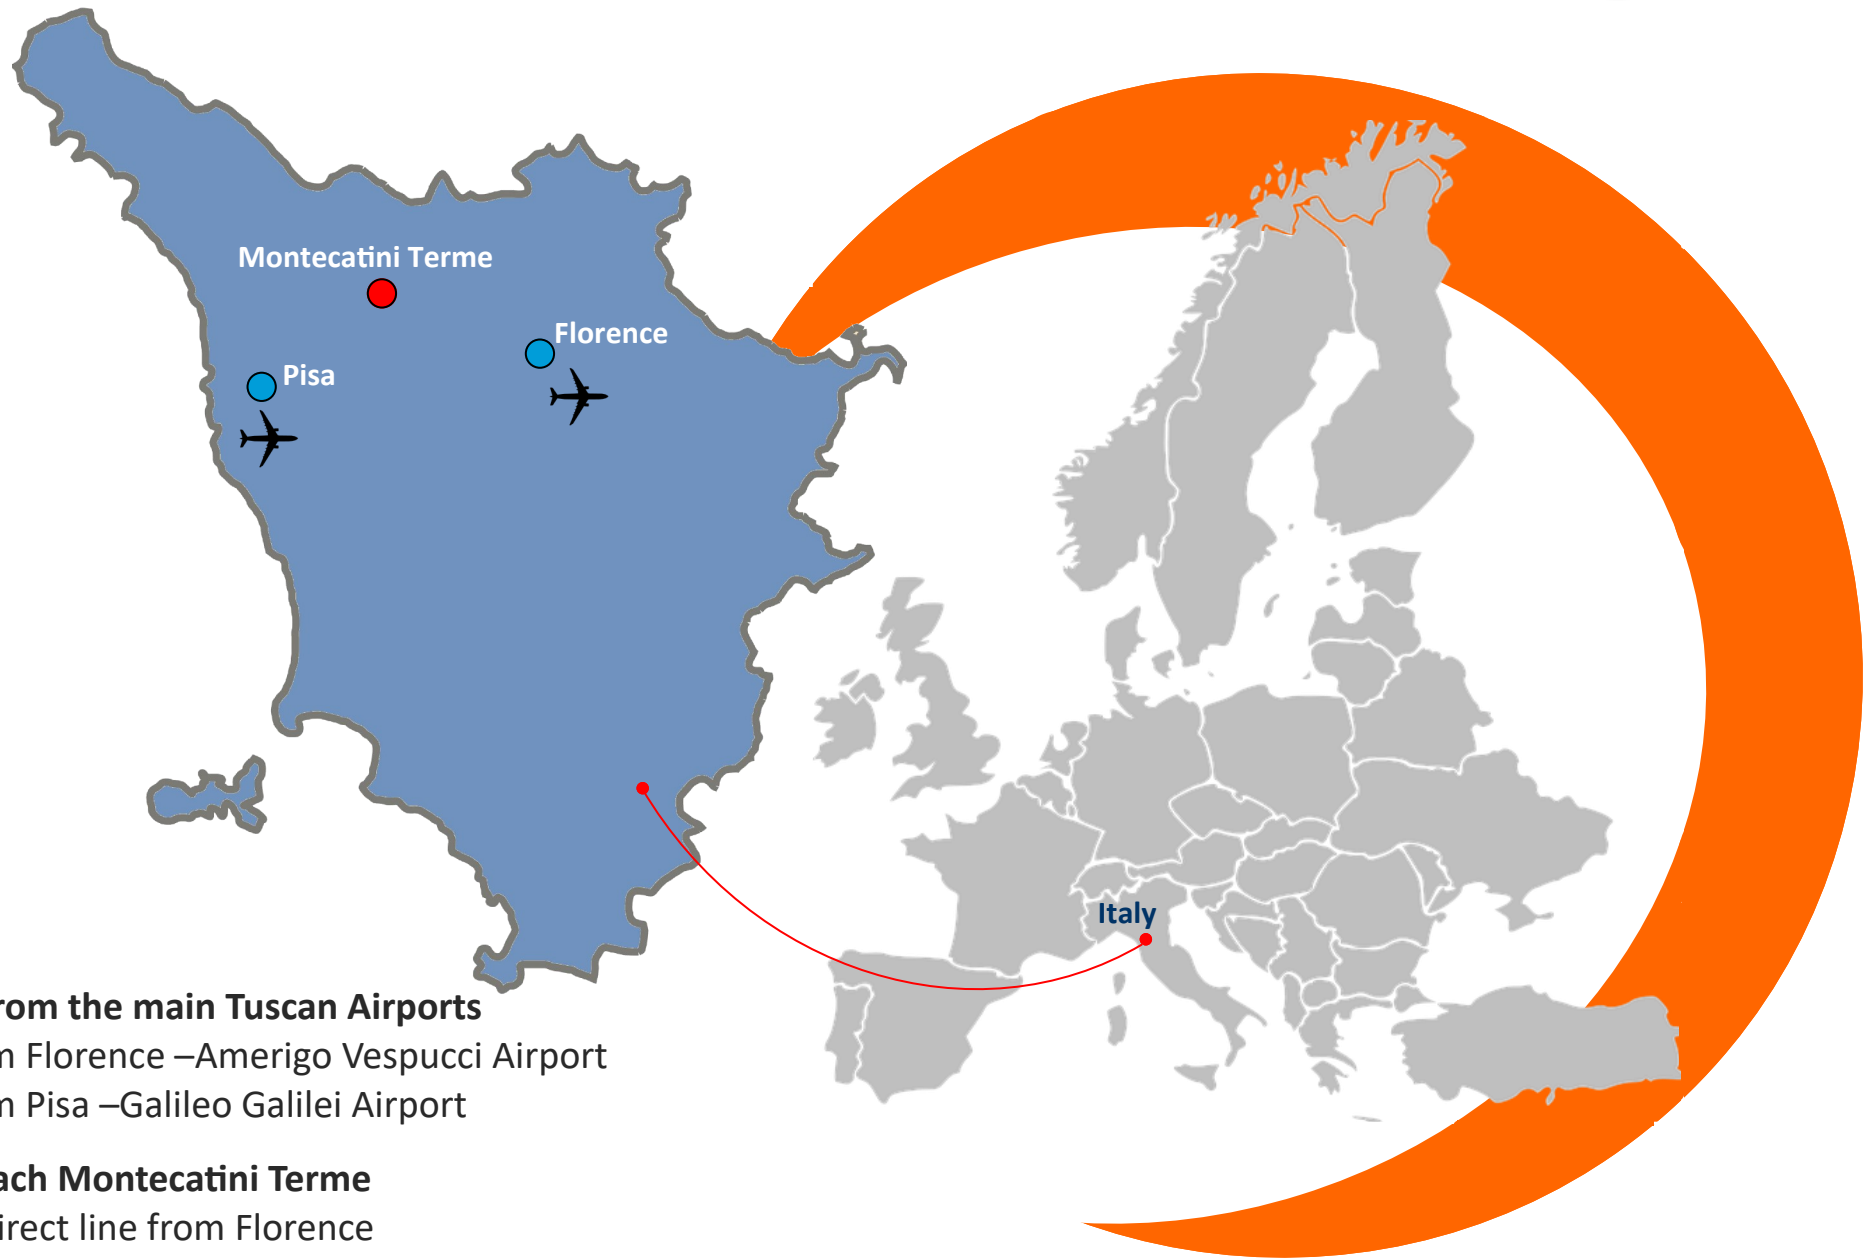 Montecatini Terme
Florence
Pisa
Italy
rom the main Tuscan Airports
m Florence –Amerigo Vespucci Airport
m Pisa –Galileo Galilei Airport
ach Montecatini Terme
irect line from Florence